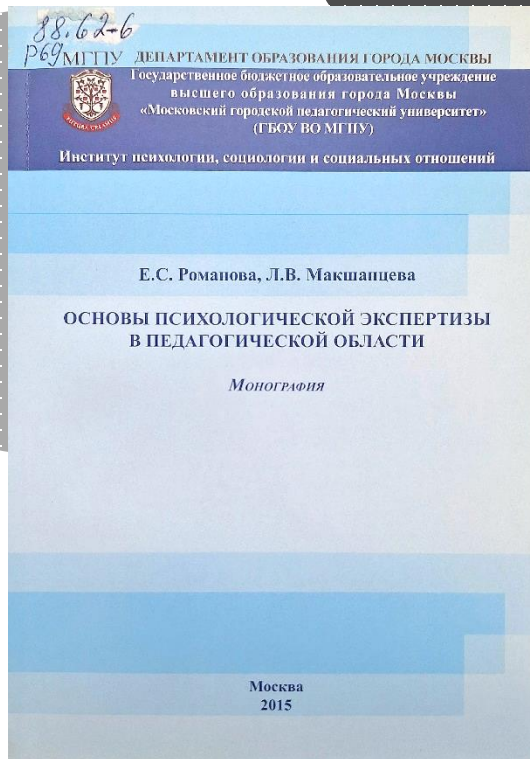 88.62-6
Р69
МГПУ ДЕПАРТАМЕНТ ОБРАЗОВАНИЯ ГОРОДА МОСКВЫ
Государственное бюджетное образовательное учреждение
высшего образования города Москвы
«Московский городской педагогический университет»
(ГБОУ ВО МГПУ)
Институт психологии, социологии и социальных отношений
Е.С. Романова, Л.В. Макшанцева
ОСНОВЫ ПСИХОЛОГИЧЕСКОЙ ЭКСПЕРТИЗЫ
В ПЕДАГОГИЧЕСКОЙ ОБЛАСТИ
Монография
Москва
2015